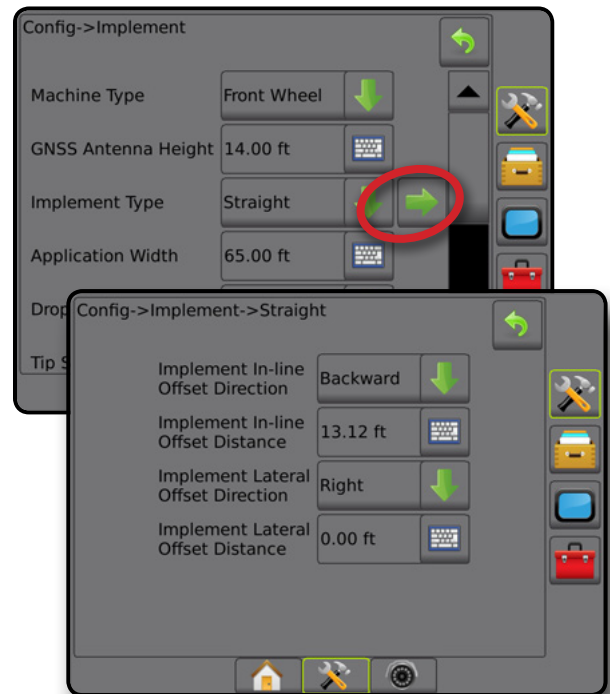 Config->Implement
Machine Type Front Wheel
GNSS Antenna Height 14.00 ft
Implement Type Straight
Application Width 65.00 ft
Drop
Tip S
Config->Implement->Straight
Implement In-line
Offset Direction Backward
Implement In-line
Offset Distance 13.12 ft
Implement Lateral
Offset Direction Right
Implement Lateral
Offset Distance 0.00 ft